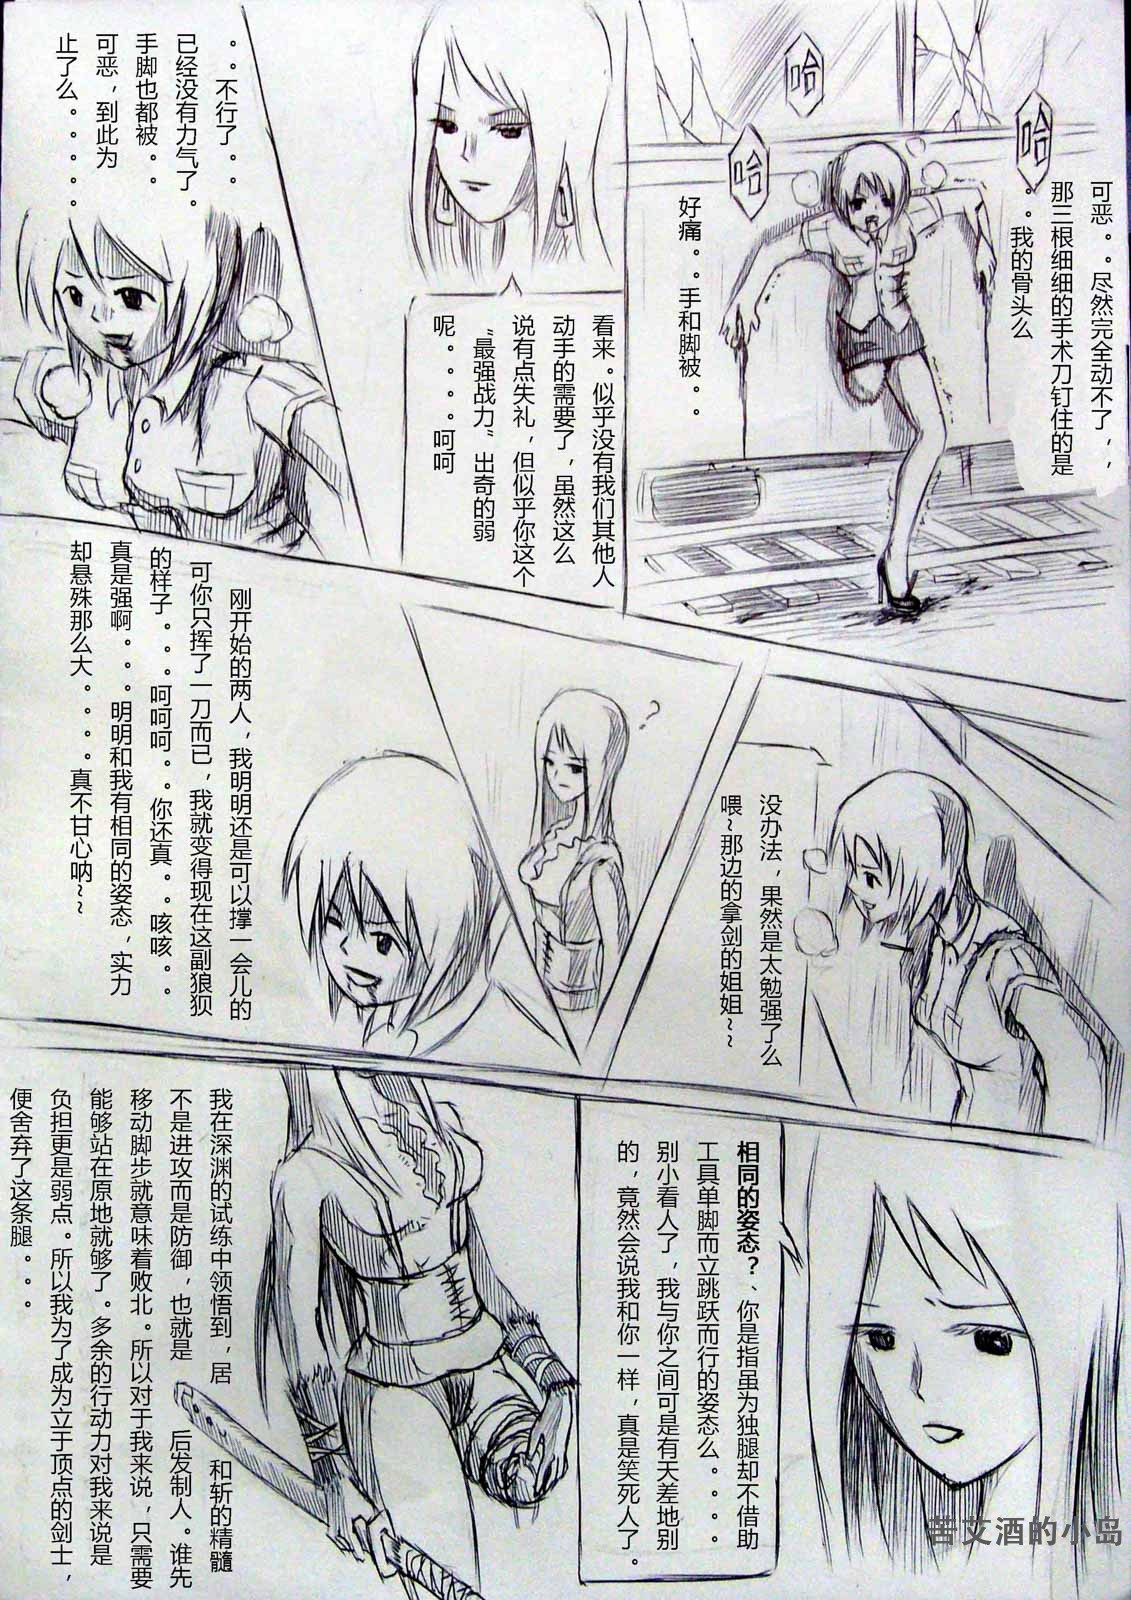 可恶。。尽然完全动不了，
那三根细细的手术刀钉住的是
。。我的骨头么
哈
哈
哈
好痛。。手和脚被。。
看来。似乎没有我们其他人
动手的需要了，虽然这么
说有点失礼，但似乎你这个
“最强战力”出奇的弱
呢。。。。呵呵
。。不行了。。
已经没有力气了。
手脚也都被。。
可恶，到此为
止了么。。。。。
没办法，果然是太勉强了么
喂~那边的拿剑的姐姐~~
?
刚开始的两人，我明明还是可以撑一会儿的
可你只挥了一刀而已，我就变得现在这副狼狈
的样子。。。呵呵呵。。你还真。。咳咳。。
真是强啊。。。明明和我有相同的姿态，实力
却悬殊那么大。。。。真不甘心呐~~
相同的姿态？、你是指虽为独腿却不借助
工具单脚而立跳跃而行的姿态么。。。。
别小看人了，我与你之间可是有天差地别
的，竟然会说我和你一样，真是笑死人了。
我在深渊的试练中领悟到，居 和斩的精髓
不是进攻而是防御，也就是 后发制人。谁先
移动脚步就意味着败北。所以对于我来说，只需要
能够站在原地就够了。多余的行动力对我来说是
负担更是弱点。所以我为了成为立于顶点的剑士，
便舍弃了这条腿。。。
苦艾酒的小岛